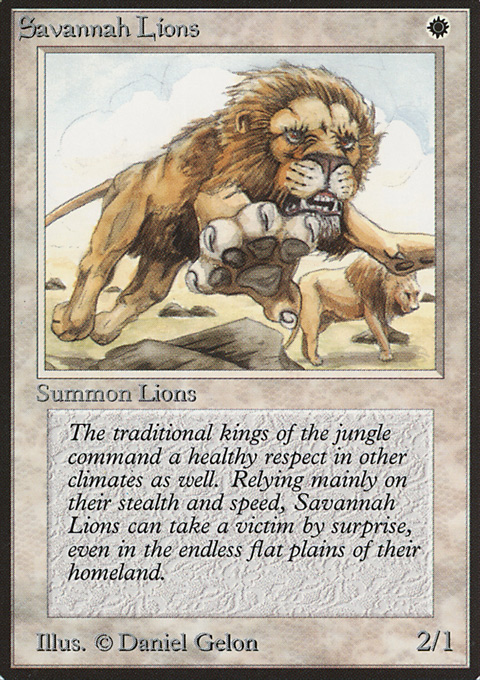 Savannah Lions
Summon Lions
The traditional kings of the jungle
command a healthy respect in other
climates as well. Relying mainly on
their stealth and speed, Savannah
Lions can take a victim by surprise,
even in the endless flat plains of their
homeland.
Illus. © Daniel Gelon
2/1